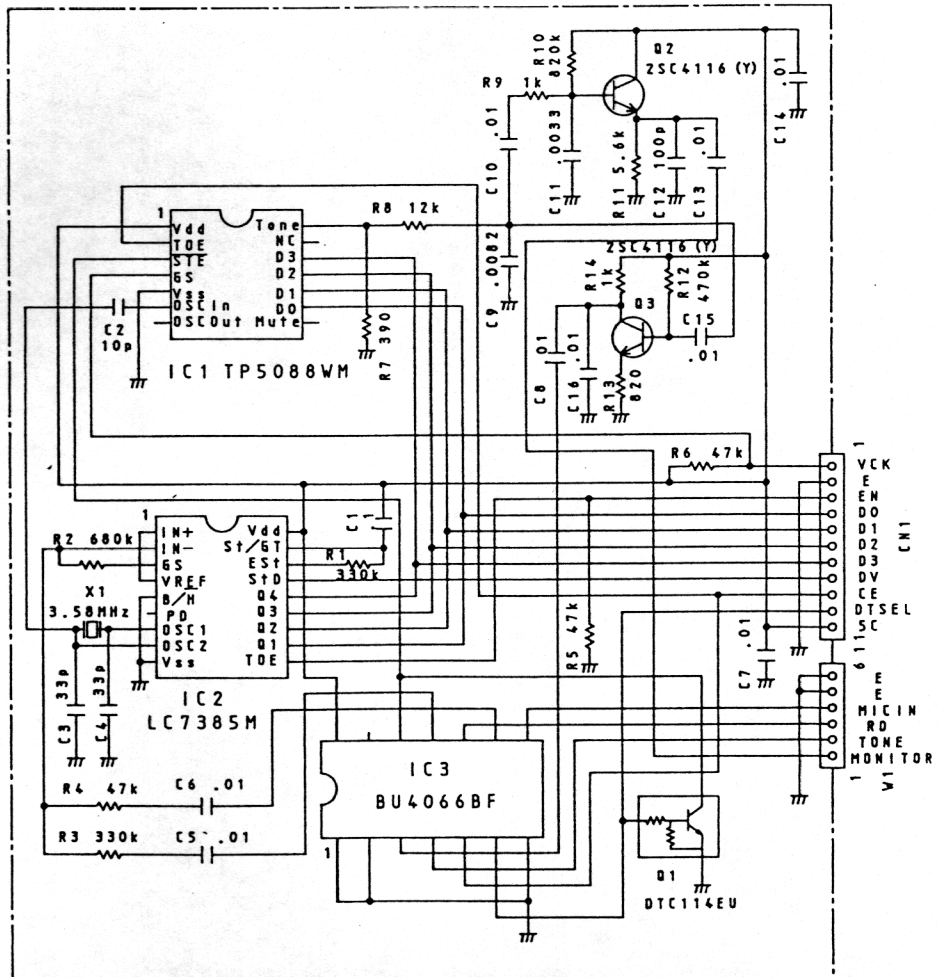 R10
820k
Q2
2SC4116 (Y)
R9 1k
.01
C14
.01
C10
.0033
C11
5.6k
R11
100p
C12
.01
C13
1
Vdd
TOE
STE
GS
Vss
OSCIn
OSCOut
Tone
NC
D3
D2
D1
D0
Mute
IC1 TP5088WM
R8 12k
R7 390
C9 .0082
C2
10p
2SC4116 (Y)
R14
1k
Q3
R12
470k
C15
.01
C8 .01
C16 .01
R13
820
R6 47k
1
VCK
E
EN
D0
D1
D2
D3
DV
CE
DTSEL
5C
11
CN1
1
IN+
IN-
GS
VREF
B/H
PD
OSC1
OSC2
Vss
Vdd
St/GT
ESt
StD
Q4
Q3
Q2
Q1
TOE
IC2
LC7385M
C1
.1
R1
330k
R2 680k
X1
3.58MHz
C3 33p
C4 33p
R5 47k
C7 .01
6
E
E
MICIN
RD
TONE
MONITOR
1
W1
R4 47k
C6 .01
R3 330k
C5 .01
IC3
BU4066BF
1
Q1
DTC114EU